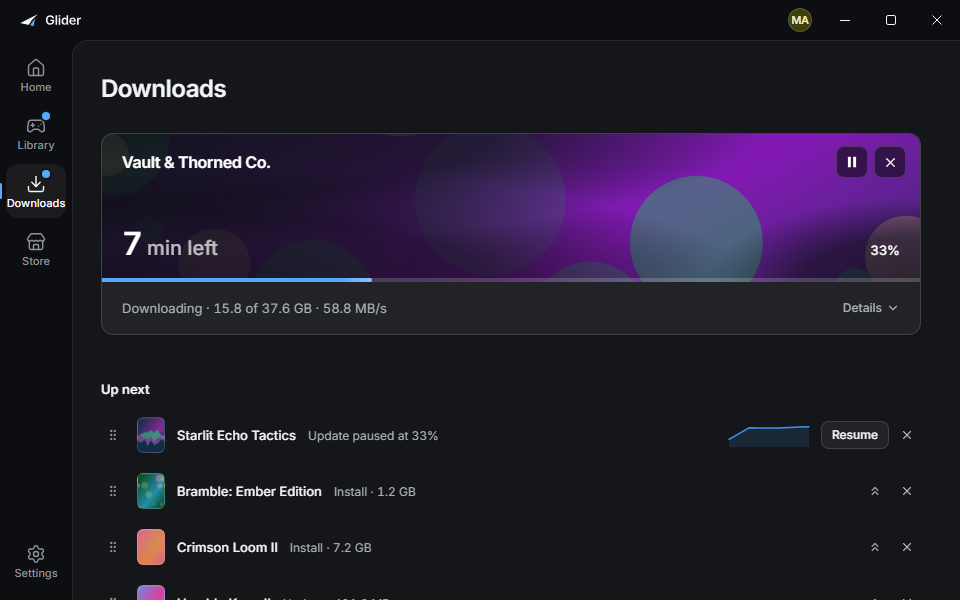 Glider
MA
Home
Library
Downloads
Store
Settings
Downloads
Vault & Thorned Co.
7 min left
33%
Downloading · 15.8 of 37.6 GB · 58.8 MB/s
Details
Up next
Starlit Echo Tactics Update paused at 33%
Resume
Bramble: Ember Edition Install · 1.2 GB
Crimson Loom II Install · 7.2 GB